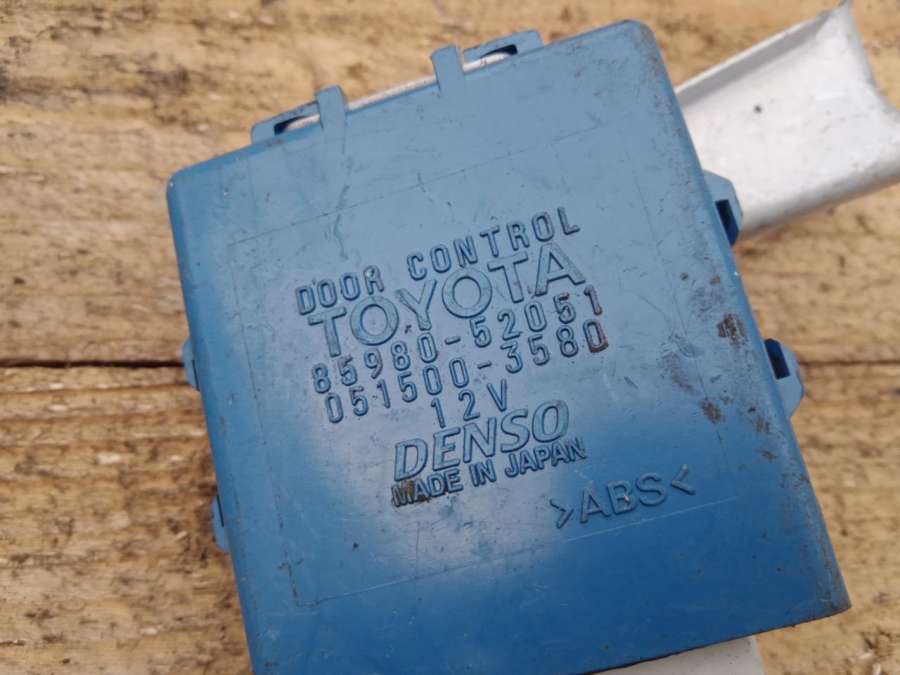 DOOR CONTROL
TOYOTA
85980-52051
051500-3580
12V
DENSO
MADE IN JAPAN
>ABS<